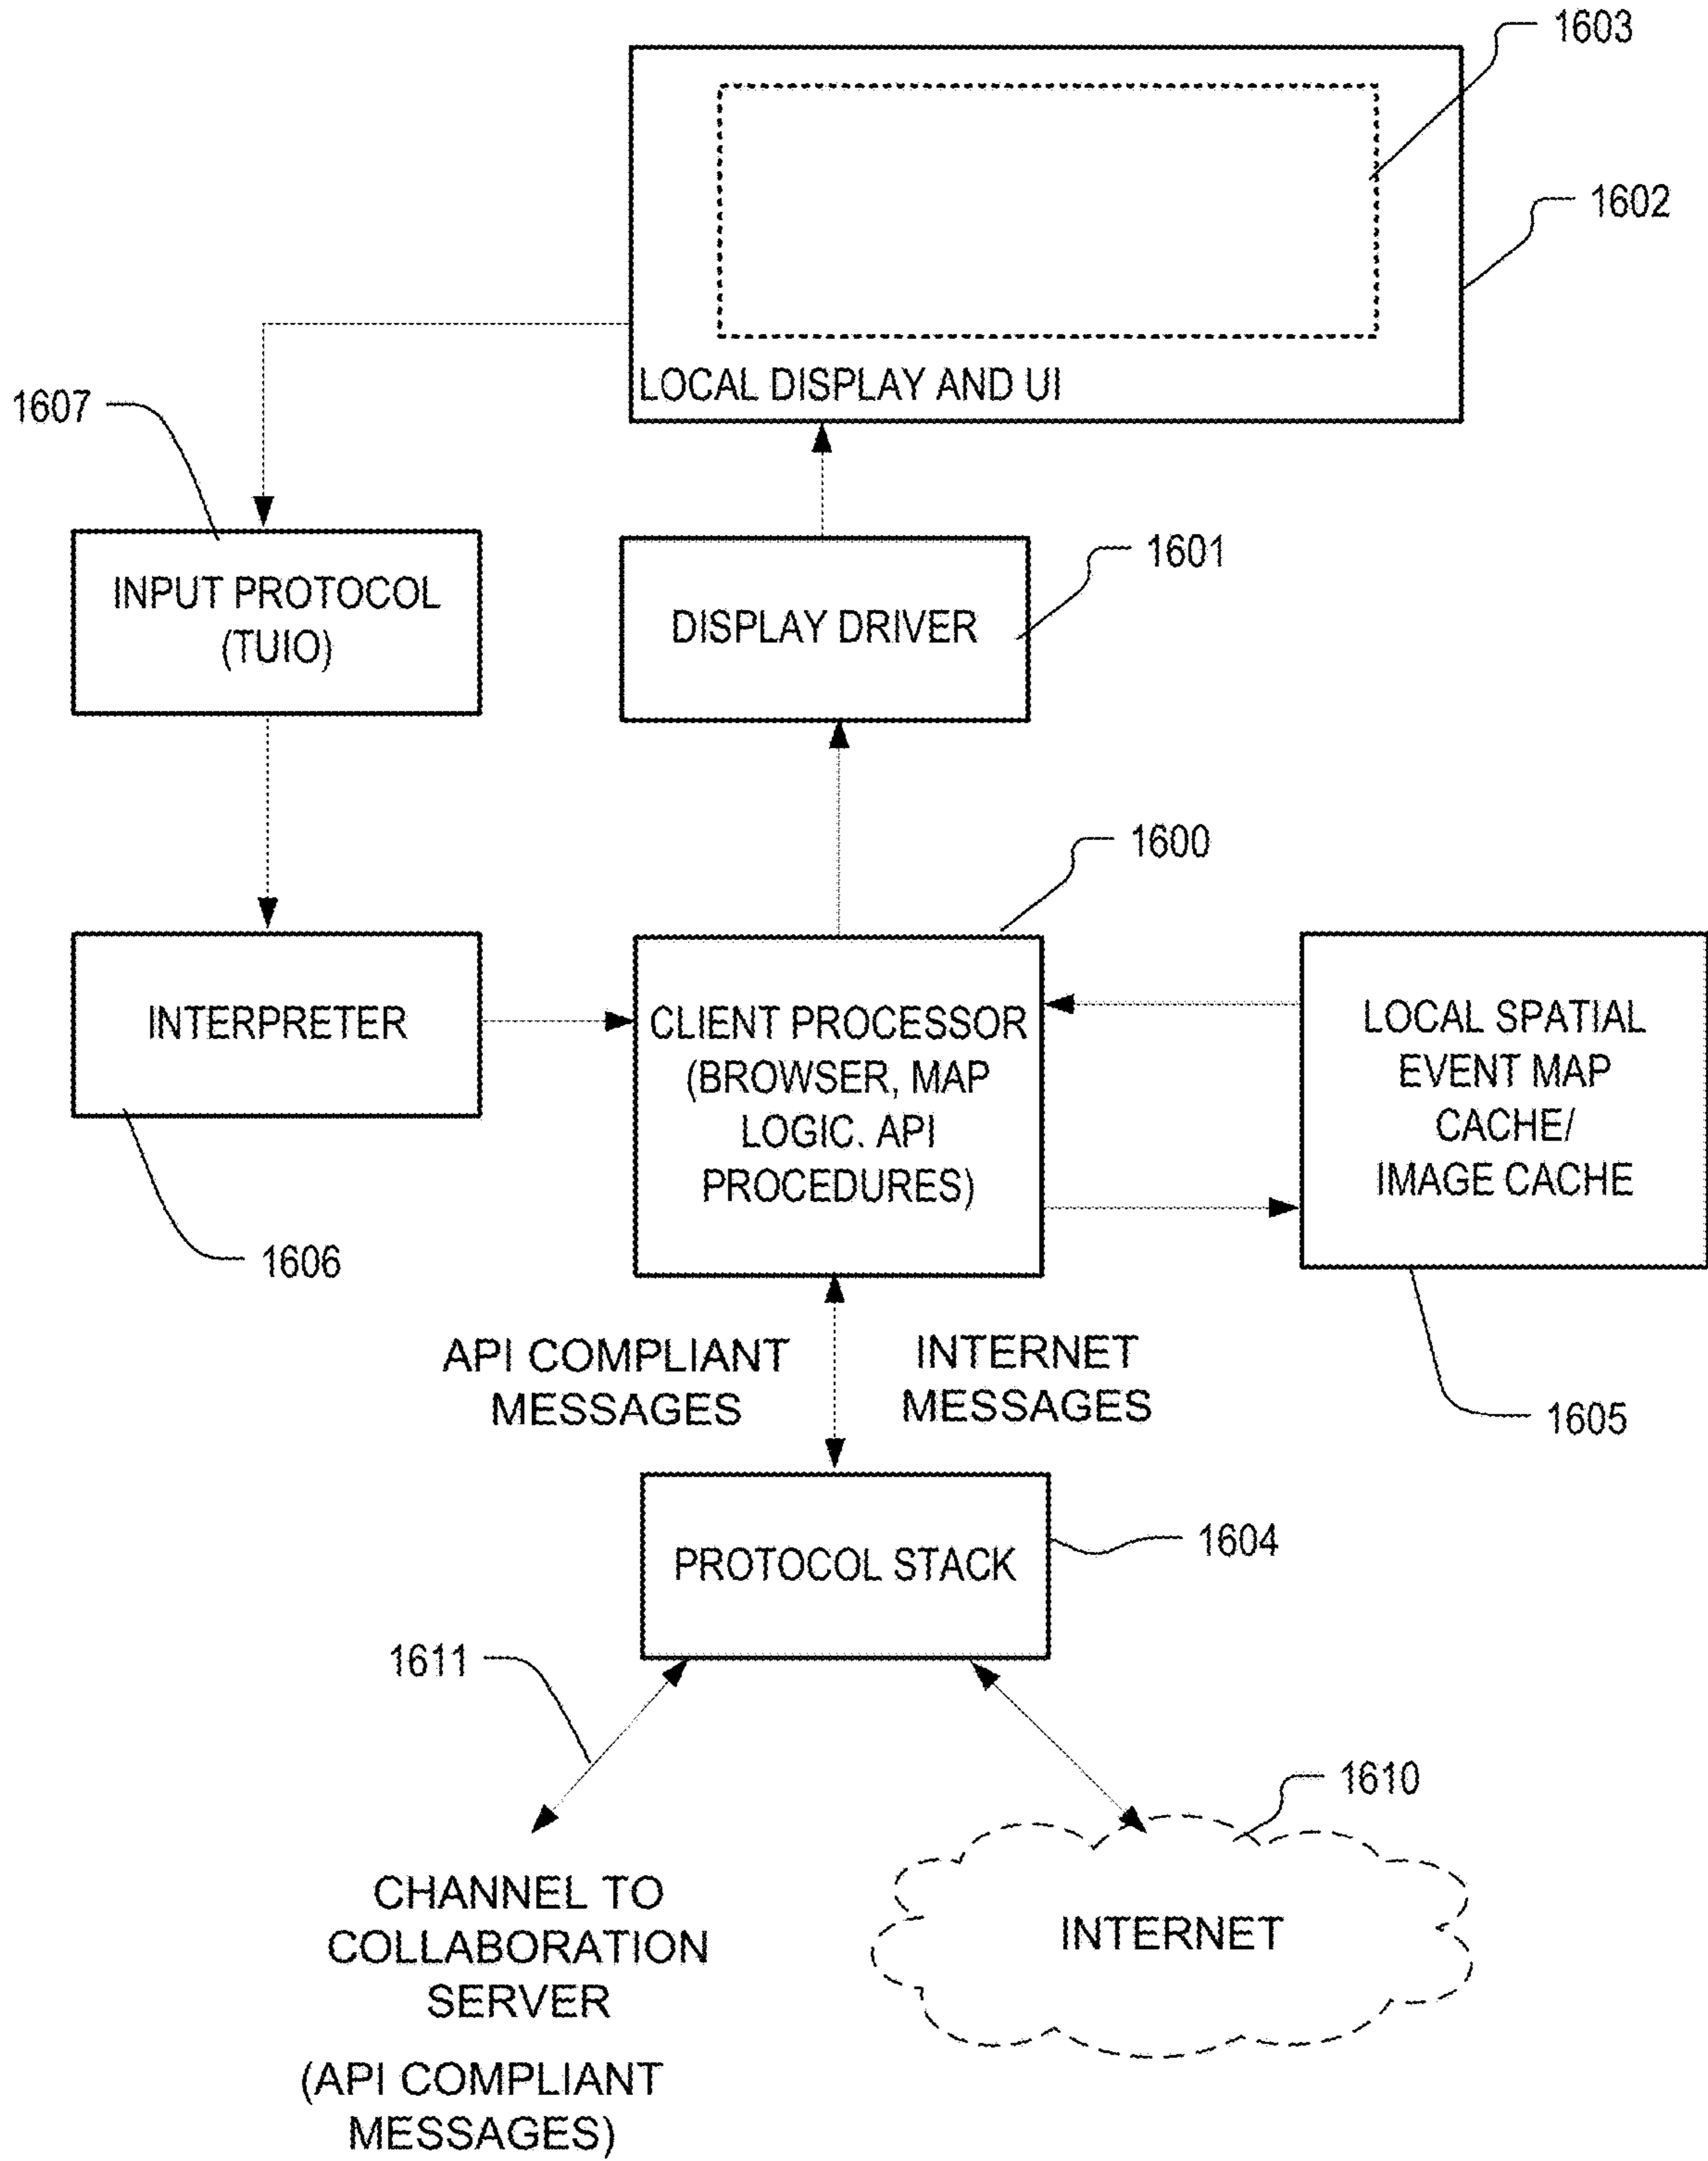 1603
1602
LOCAL DISPLAY AND UI
1607
INPUT PROTOCOL
(TUIO)
1601
DISPLAY DRIVER
1600
INTERPRETER
1606
CLIENT PROCESSOR
(BROWSER, MAP
LOGIC. API
PROCEDURES)
LOCAL SPATIAL
EVENT MAP
CACHE/
IMAGE CACHE
1605
API COMPLIANT
MESSAGES
INTERNET
MESSAGES
PROTOCOL STACK
1604
1611
1610
CHANNEL TO
COLLABORATION
SERVER
(API COMPLIANT
MESSAGES)
INTERNET